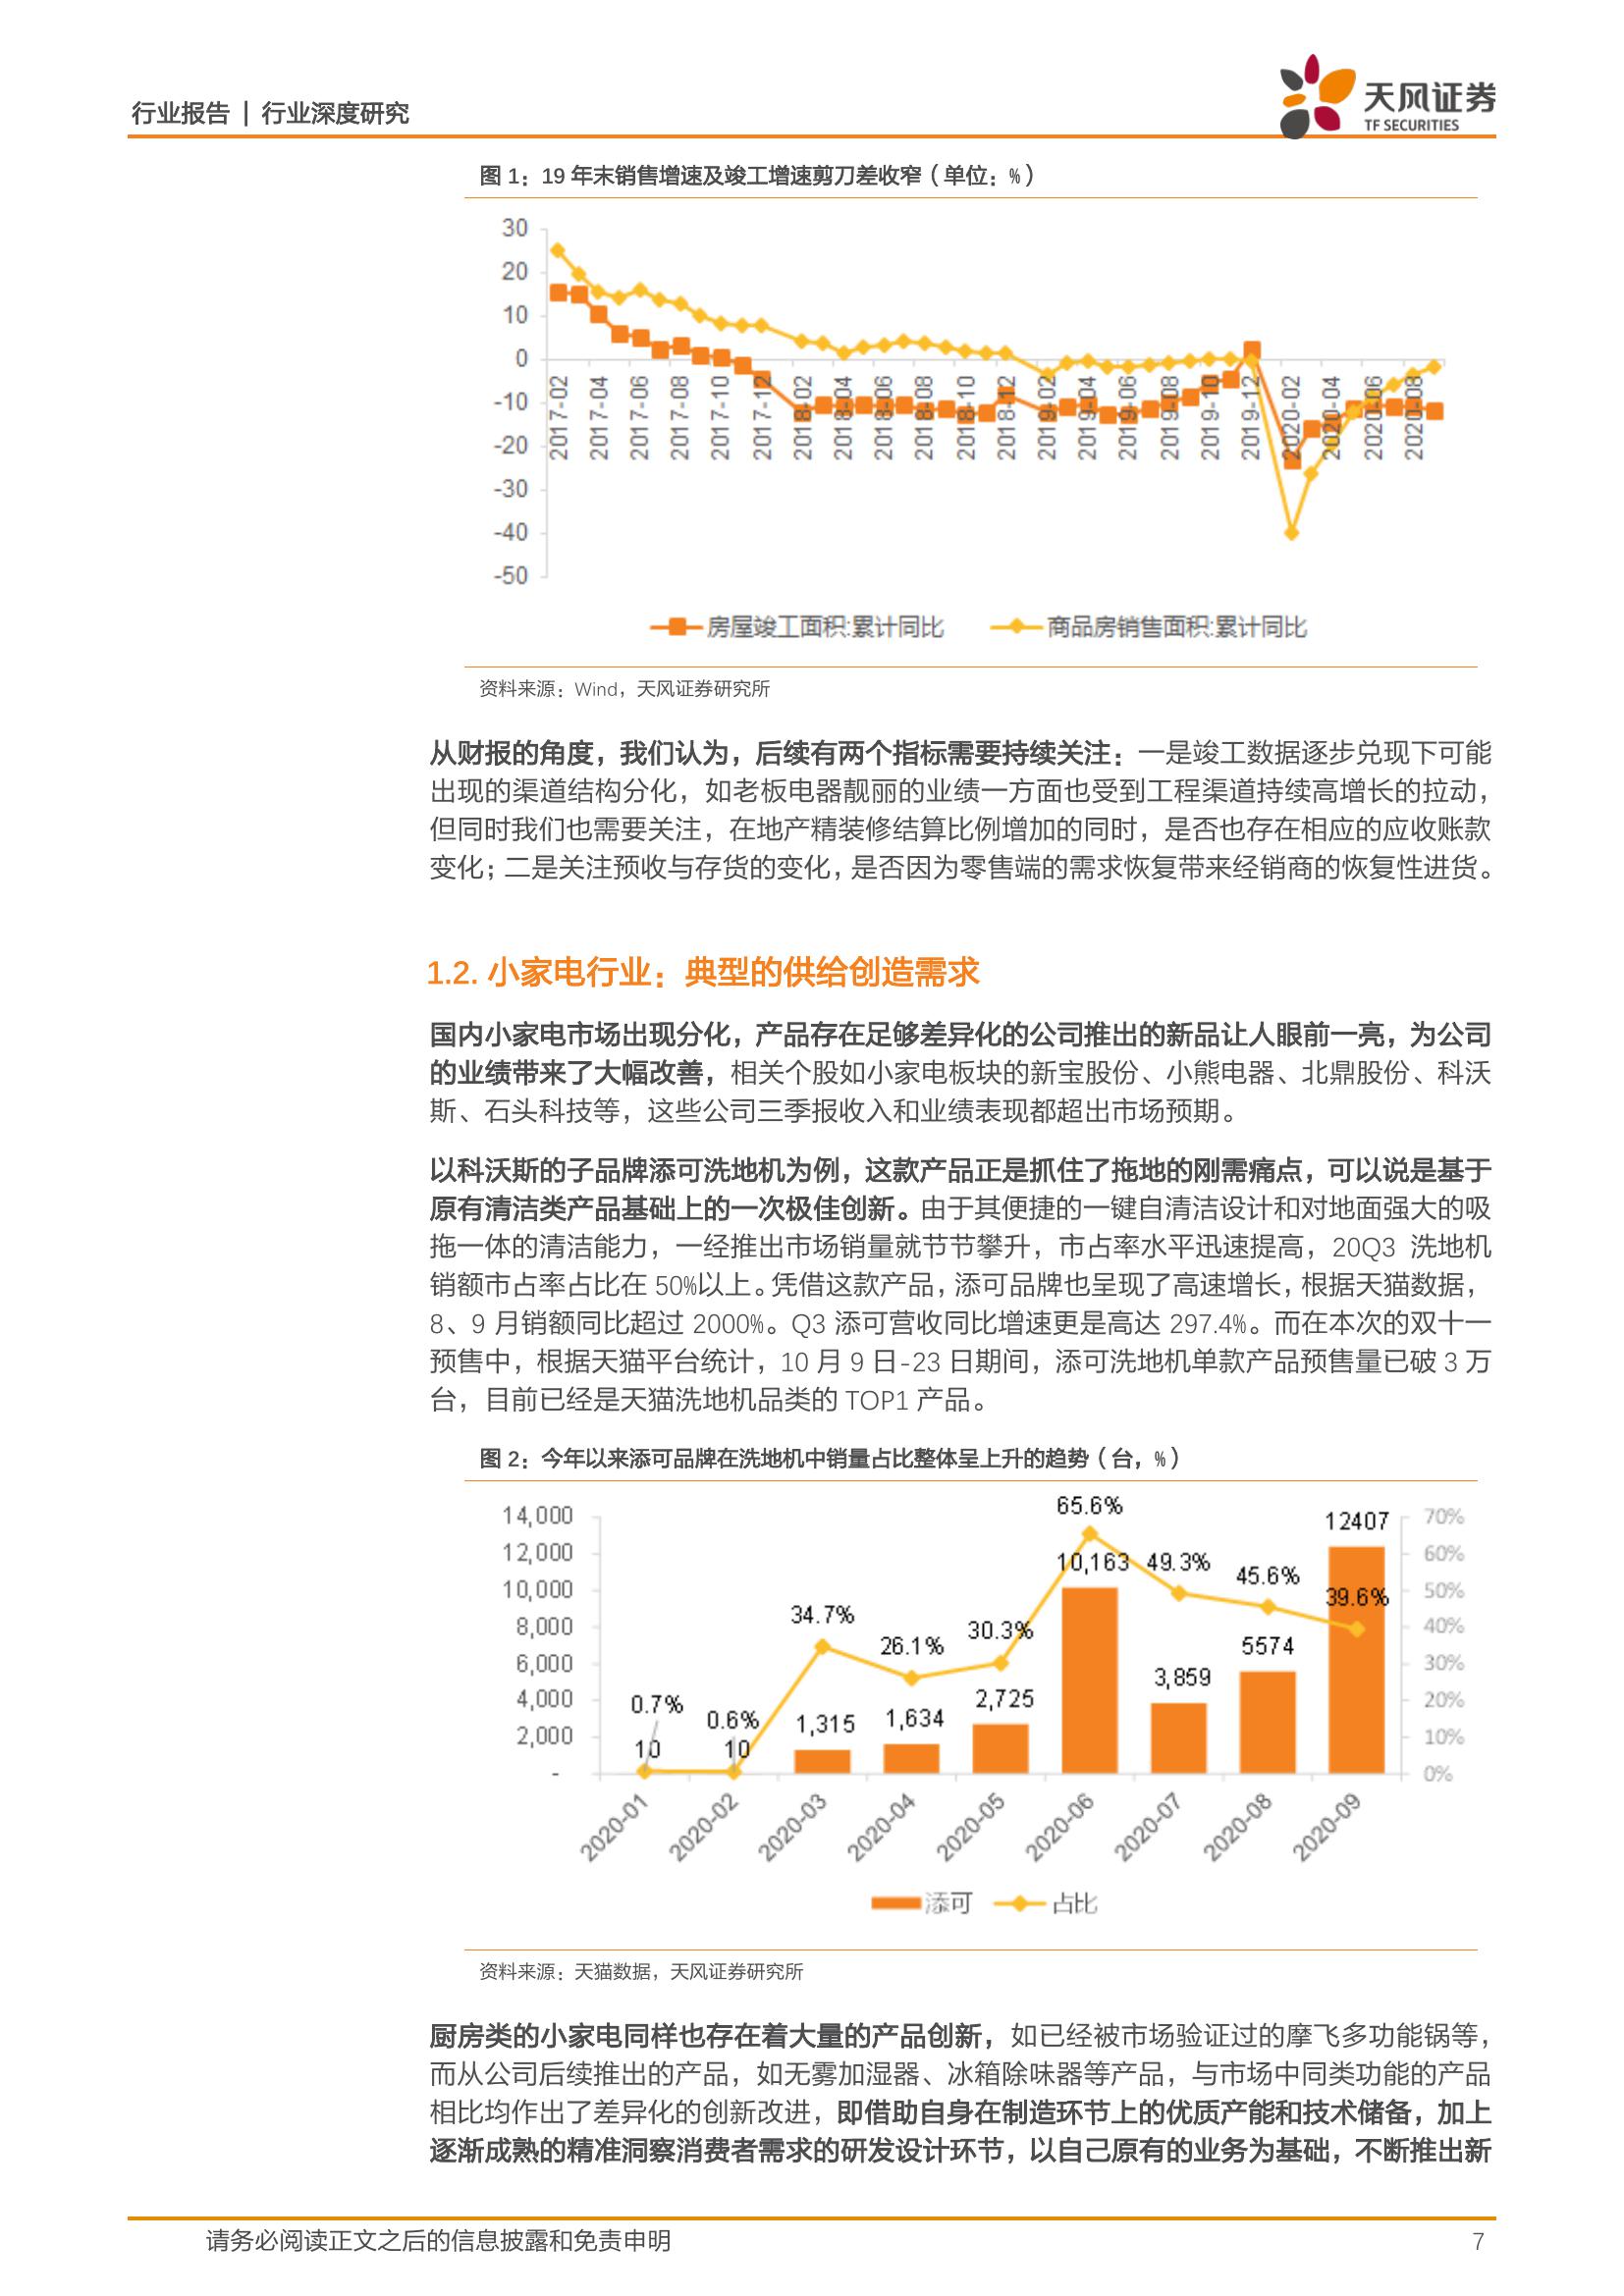 行业报告 | 行业深度研究
天风证券
TF SECURITIES
图 1：19 年末销售增速及竣工增速剪刀差收窄（单位：%）
30
20
10
0
-10
-20
-30
-40
-50
2017-02
2017-04
2017-06
2017-08
2017-10
2017-12
2018-02
2018-04
2018-06
2018-08
2018-10
2018-12
2019-02
2019-04
2019-06
2019-08
2019-10
2019-12
2020-02
2020-04
2020-06
2020-08
房屋竣工面积:累计同比
商品房销售面积:累计同比
资料来源：Wind，天风证券研究所
从财报的角度，我们认为，后续有两个指标需要持续关注：一是竣工数据逐步兑现下可能
出现的渠道结构分化，如老板电器靓丽的业绩一方面也受到工程渠道持续高增长的拉动，
但同时我们也需要关注，在地产精装修结算比例增加的同时，是否也存在相应的应收账款
变化；二是关注预收与存货的变化，是否因为零售端的需求恢复带来经销商的恢复性进货。
1.2. 小家电行业：典型的供给创造需求
国内小家电市场出现分化，产品存在足够差异化的公司推出的新品让人眼前一亮，为公司
的业绩带来了大幅改善，相关个股如小家电板块的新宝股份、小熊电器、北鼎股份、科沃
斯、石头科技等，这些公司三季报收入和业绩表现都超出市场预期。
以科沃斯的子品牌添可洗地机为例，这款产品正是抓住了拖地的刚需痛点，可以说是基于
原有清洁类产品基础上的一次极佳创新。由于其便捷的一键自清洁设计和对地面强大的吸
拖一体的清洁能力，一经推出市场销量就节节攀升，市占率水平迅速提高，20Q3 洗地机
销额市占率占比在 50%以上。凭借这款产品，添可品牌也呈现了高速增长，根据天猫数据，
8、9 月销额同比超过 2000%。Q3 添可营收同比增速更是高达 297.4%。而在本次的双十一
预售中，根据天猫平台统计，10 月 9 日-23 日期间，添可洗地机单款产品预售量已破 3 万
台，目前已经是天猫洗地机品类的 TOP1 产品。
图 2：今年以来添可品牌在洗地机中销量占比整体呈上升的趋势（台，%）
14,000
12,000
10,000
8,000
6,000
4,000
2,000
-
0.7%
0.6%
34.7%
26.1%
30.3%
65.6%
49.3%
45.6%
39.6%
10
10
1,315
1,634
2,725
10,163
3,859
5574
12407
70%
60%
50%
40%
30%
20%
10%
0%
2020-01
2020-02
2020-03
2020-04
2020-05
2020-06
2020-07
2020-08
2020-09
添可
占比
资料来源：天猫数据，天风证券研究所
厨房类的小家电同样也存在着大量的产品创新，如已经被市场验证过的摩飞多功能锅等，
而从公司后续推出的产品，如无雾加湿器、冰箱除味器等产品，与市场中同类功能的产品
相比均作出了差异化的创新改进，即借助自身在制造环节上的优质产能和技术储备，加上
逐渐成熟的精准洞察消费者需求的研发设计环节，以自己原有的业务为基础，不断推出新
请务必阅读正文之后的信息披露和免责申明
7